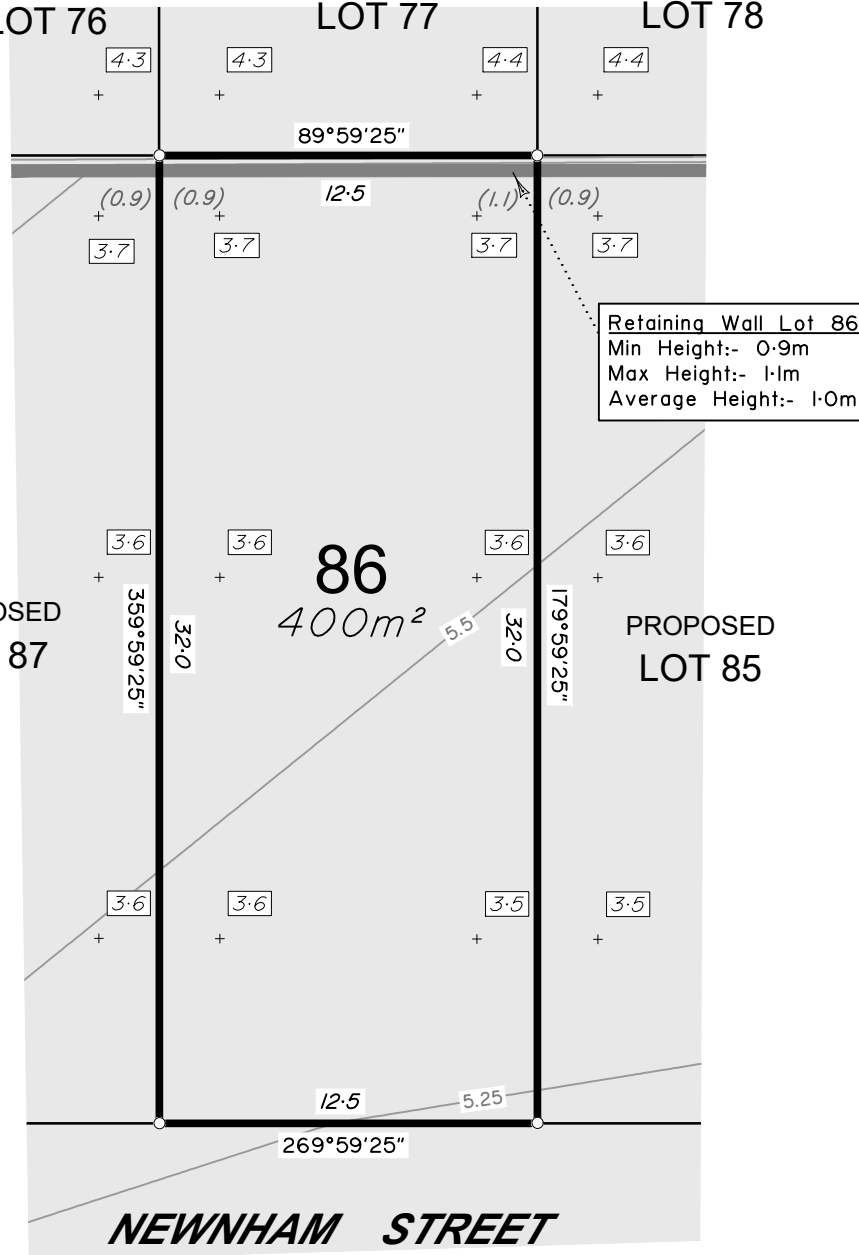 LOT 76
LOT 77
LOT 78
4·3
4·3
4·4
4·4
89°59'25"
(0.9)
(0.9)
12·5
(1.1)
(0.9)
3·7
3·7
3·7
3·7
Retaining Wall Lot 86
Min Height:- 0·9m
Max Height:- 1·1m
Average Height:- 1·0m
3·6
3·6
3·6
3·6
86
400m²
5.5
359°59'25"
32·0
32·0
179°59'25"
OSED
87
PROPOSED
LOT 85
3·6
3·6
3·5
3·5
12·5
5.25
269°59'25"
NEWNHAM STREET